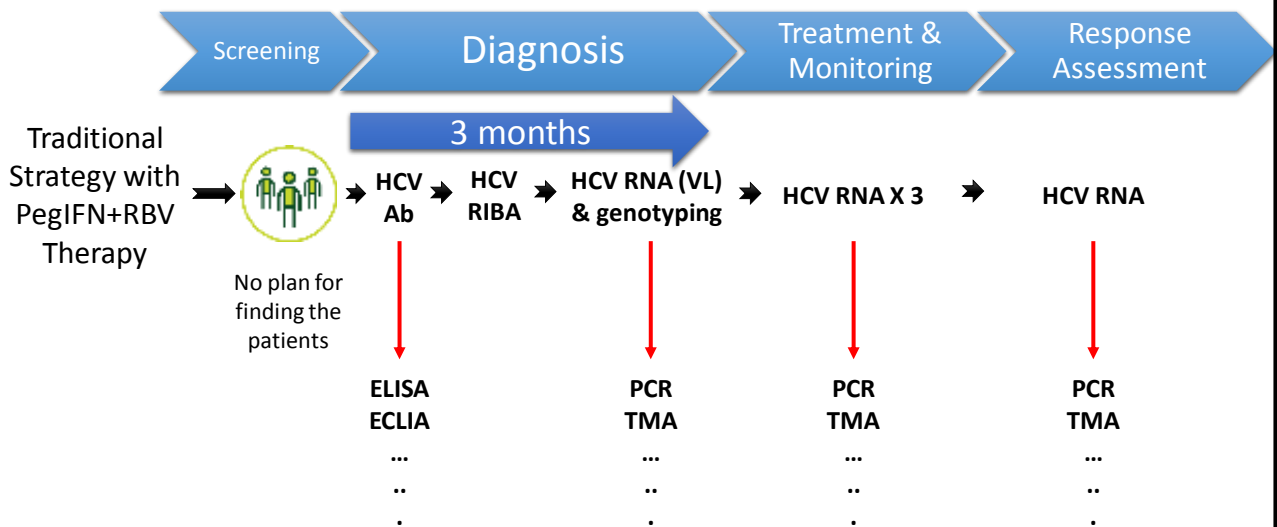 Screening
Diagnosis
Treatment &
Monitoring
Response
Assessment
3 months
Traditional
Strategy with
PegIFN+RBV
Therapy
No plan for
finding the
patients
HCV
Ab
HCV
RIBA
HCV RNA (VL)
& genotyping
HCV RNA X 3
HCV RNA
ELISA
ECLIA
...
..
.
PCR
TMA
...
..
.
PCR
TMA
...
..
.
PCR
TMA
...
..
.